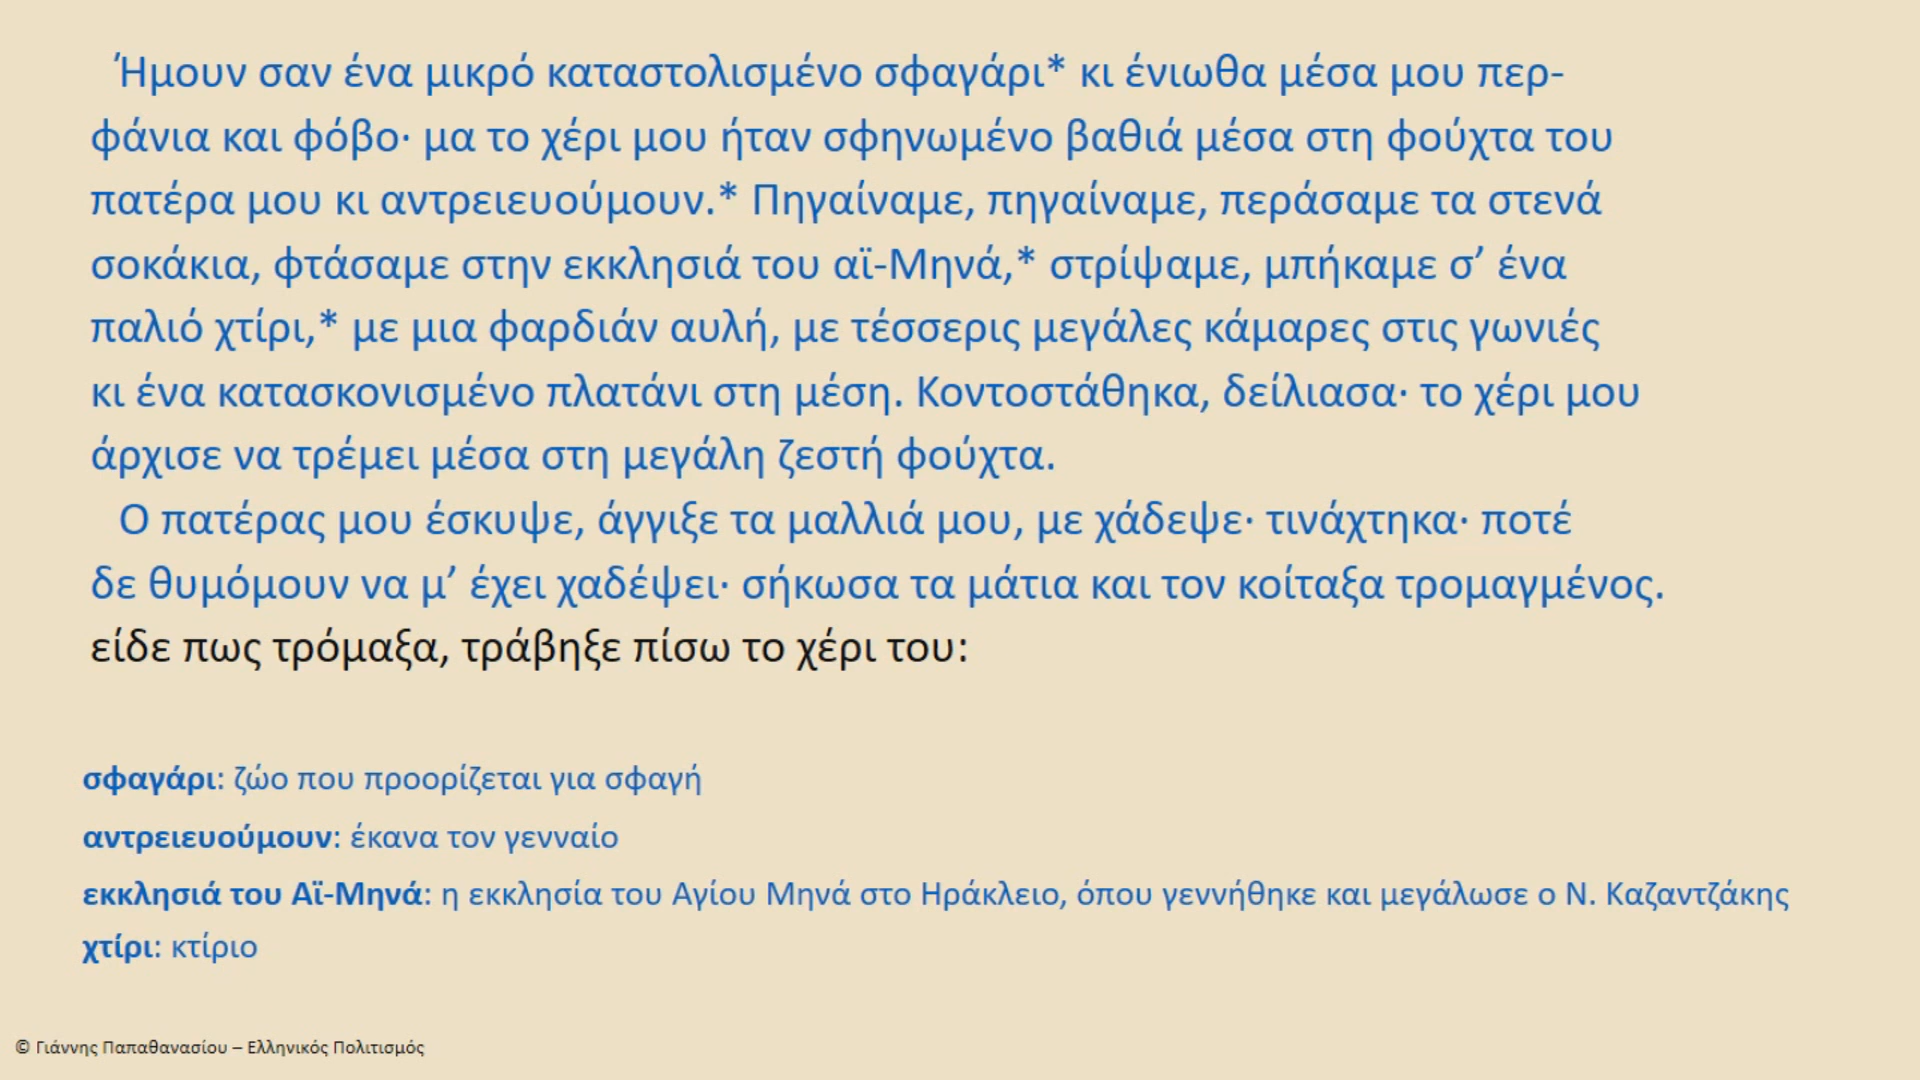 Ήμουν σαν ένα μικρό καταστολισμένο σφαγάρι* κι ένιωθα μέσα μου περ-
φάνια και φόβο· μα το χέρι μου ήταν σφηνωμένο βαθιά μέσα στη φούχτα του
πατέρα μου κι αντρειευούμουν.* Πηγαίναμε, πηγαίναμε, περάσαμε τα στενά
σοκάκια, φτάσαμε στην εκκλησιά του αϊ-Μηνά,* στρίψαμε, μπήκαμε σ’ ένα
παλιό χτίρι,* με μια φαρδιάν αυλή, με τέσσερις μεγάλες κάμαρες στις γωνιές
κι ένα κατασκονισμένο πλατάνι στη μέση. Κοντοστάθηκα, δείλιασα· το χέρι μου
άρχισε να τρέμει μέσα στη μεγάλη ζεστή φούχτα.
Ο πατέρας μου έσκυψε, άγγιξε τα μαλλιά μου, με χάδεψε· τινάχτηκα· ποτέ
δε θυμόμουν να μ’ έχει χαδέψει· σήκωσα τα μάτια και τον κοίταξα τρομαγμένος.
είδε πως τρόμαξα, τράβηξε πίσω το χέρι του:
σφαγάρι: ζώο που προορίζεται για σφαγή
αντρειευούμουν: έκανα τον γενναίο
εκκλησιά του Αϊ-Μηνά: η εκκλησία του Αγίου Μηνά στο Ηράκλειο, όπου γεννήθηκε και μεγάλωσε ο Ν. Καζαντζάκης
χτίρι: κτίριο
© Γιάννης Παπαθανασίου – Ελληνικός Πολιτισμός